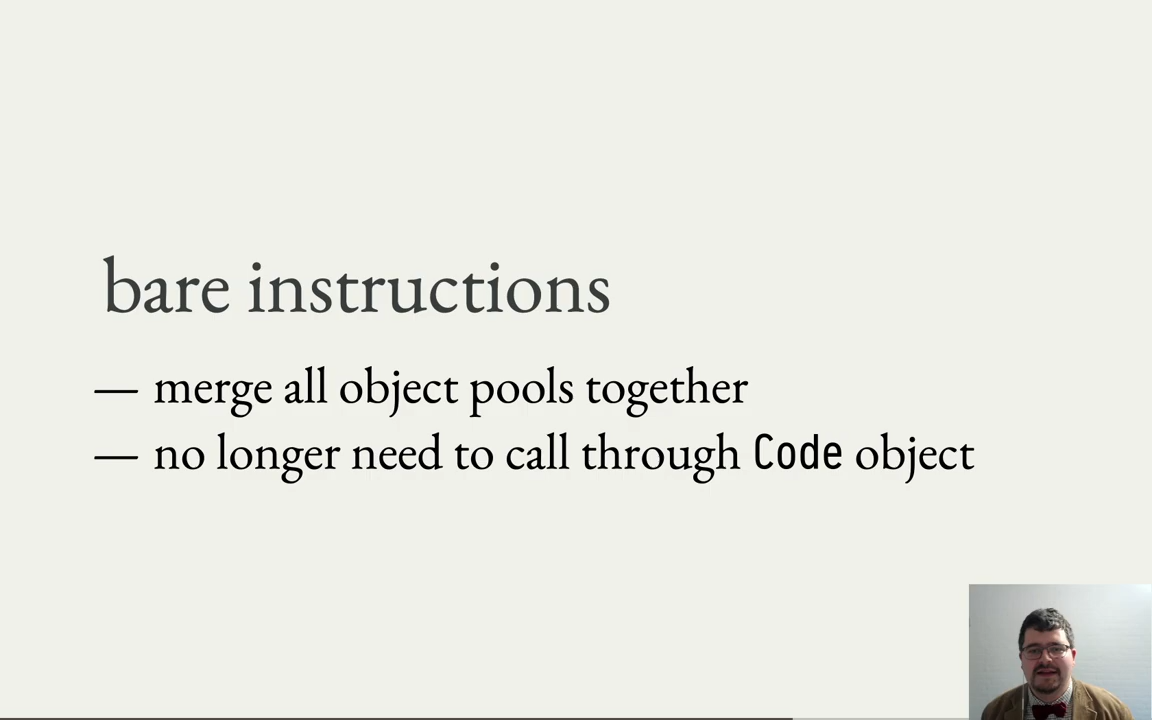 bare instructions
— merge all object pools together
— no longer need to call through Code object